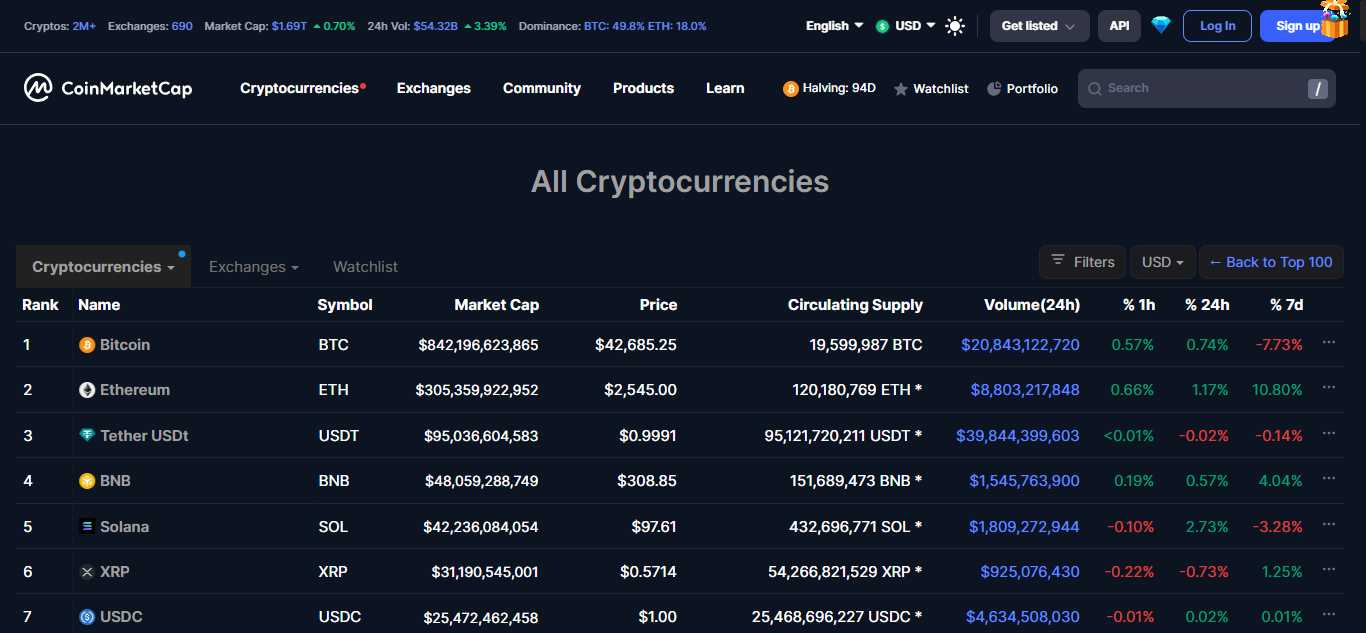 Cryptos: 2M+ Exchanges: 690 Market Cap: $1.69T 0.70% 24h Vol: $54.32B 3.39% Dominance: BTC: 49.8% ETH: 18.0% English USD Get listed API Log In Sign up
CoinMarketCap Cryptocurrencies Exchanges Community Products Learn Halving: 94D Watchlist Portfolio Search /
All Cryptocurrencies
Cryptocurrencies Exchanges Watchlist Filters USD ← Back to Top 100
Rank Name Symbol Market Cap Price Circulating Supply Volume(24h) % 1h % 24h % 7d
1 Bitcoin BTC $842,196,623,865 $42,685.25 19,599,987 BTC $20,843,122,720 0.57% 0.74% -7.73% ...
2 Ethereum ETH $305,359,922,952 $2,545.00 120,180,769 ETH * $8,803,217,848 0.66% 1.17% 10.80% ...
3 Tether USDt USDT $95,036,604,583 $0.9991 95,121,720,211 USDT * $39,844,399,603 <0.01% -0.02% -0.14% ...
4 BNB BNB $48,059,288,749 $308.85 151,689,473 BNB * $1,545,763,900 0.19% 0.57% 4.04% ...
5 Solana SOL $42,236,084,054 $97.61 432,696,771 SOL * $1,809,272,944 -0.10% 2.73% -3.28% ...
6 XRP XRP $31,190,545,001 $0.5714 54,266,821,529 XRP * $925,076,430 -0.22% -0.73% 1.25% ...
7 USDC USDC $25,472,462,458 $1.00 25,468,696,227 USDC * $4,634,508,030 -0.01% 0.02% 0.01% ...